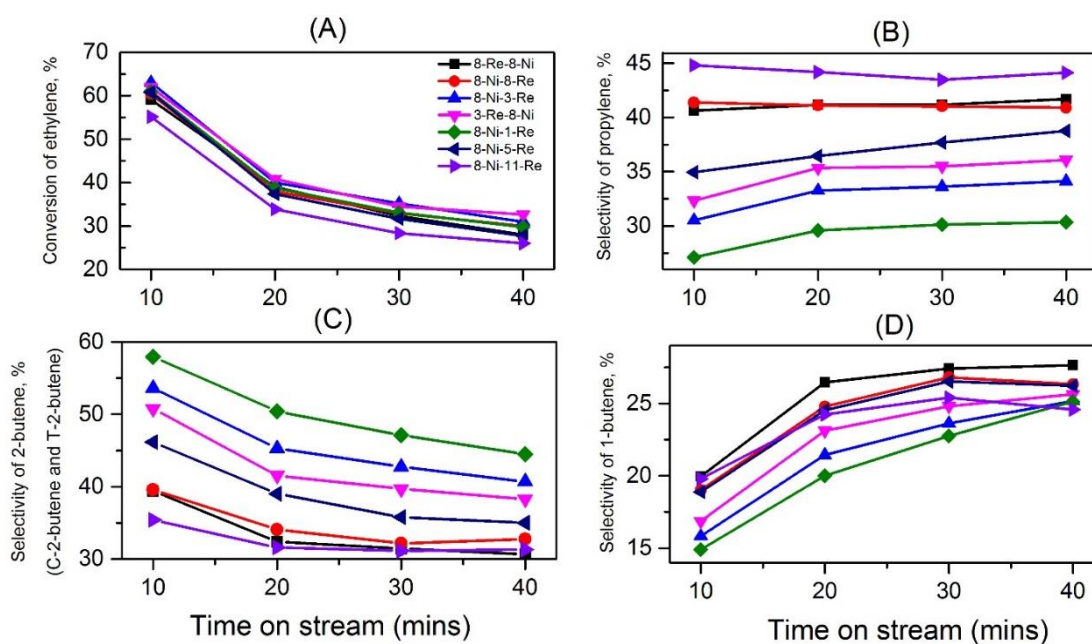 (A)
Conversion of ethylene, %
70
60
50
40
30
20
10
20
30
40
8-Re-8-Ni
8-Ni-8-Re
8-Ni-3-Re
3-Re-8-Ni
8-Ni-1-Re
8-Ni-5-Re
8-Ni-11-Re
(B)
Selectivity of propylene, %
45
40
35
30
10
20
30
40
(C)
Selectivity of 2-butene, %
(C-2-butene and T-2-butene)
60
50
40
30
10
20
30
40
Time on stream (mins)
(D)
Selectivity of 1-butene, %
25
20
15
10
20
30
40
Time on stream (mins)